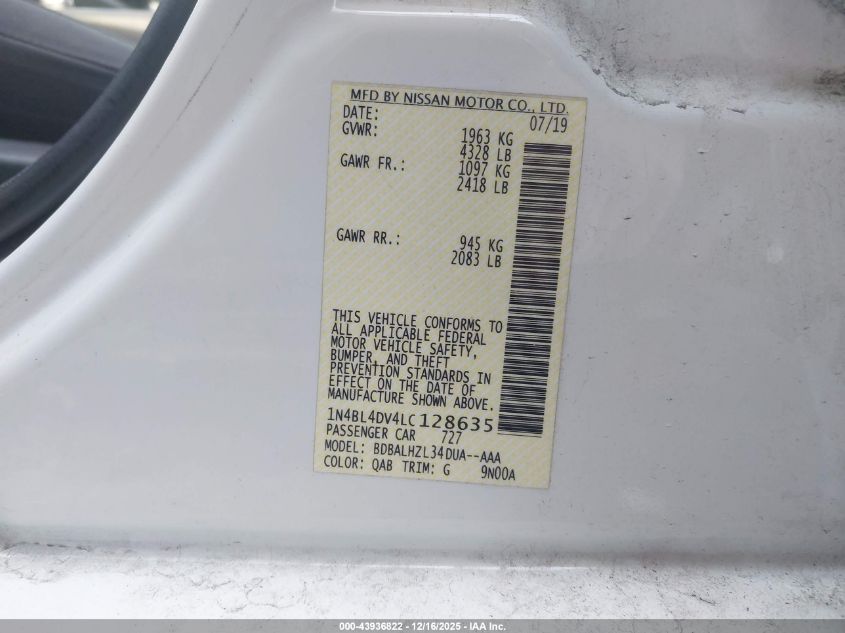 MFD BY NISSAN MOTOR CO., LTD.
DATE: 07/19
GVWR: 1963 KG
4328 LB
GAWR FR.: 1097 KG
2418 LB
GAWR RR.: 945 KG
2083 LB
THIS VEHICLE CONFORMS TO
ALL APPLICABLE FEDERAL
MOTOR VEHICLE SAFETY,
BUMPER, AND THEFT
PREVENTION STANDARDS IN
EFFECT ON THE DATE OF
MANUFACTURE SHOWN ABOVE.
1N4BL4DV4LC128635
PASSENGER CAR 727
MODEL: BDBALHZL34DUA--AAA
COLOR: QAB TRIM: G 9N00A
000-43936822 - 12/16/2025 - IAA Inc.